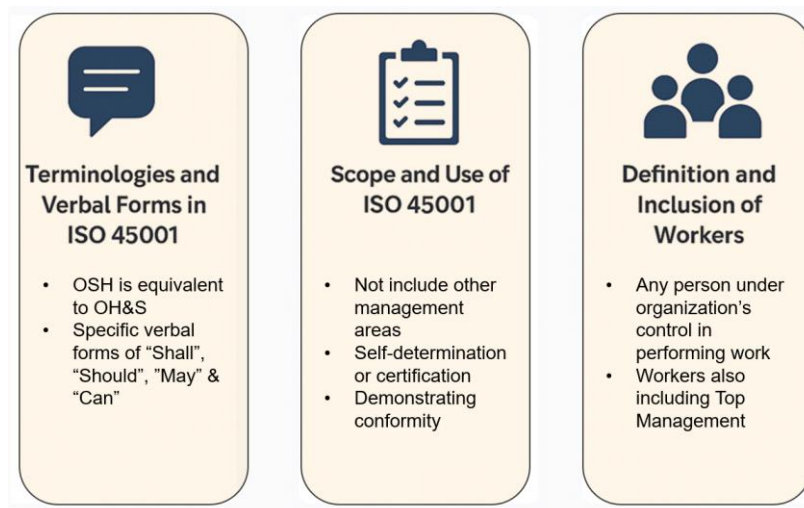 Terminologies and
Verbal Forms in
ISO 45001
• OSH is equivalent
to OH&S
• Specific verbal
forms of “Shall”,
“Should”, ”May” &
“Can”
Scope and Use of
ISO 45001
• Not include other
management
areas
• Self-determination
or certification
• Demonstrating
conformity
Definition and
Inclusion of
Workers
• Any person under
organization’s
control in
performing work
• Workers also
including Top
Management